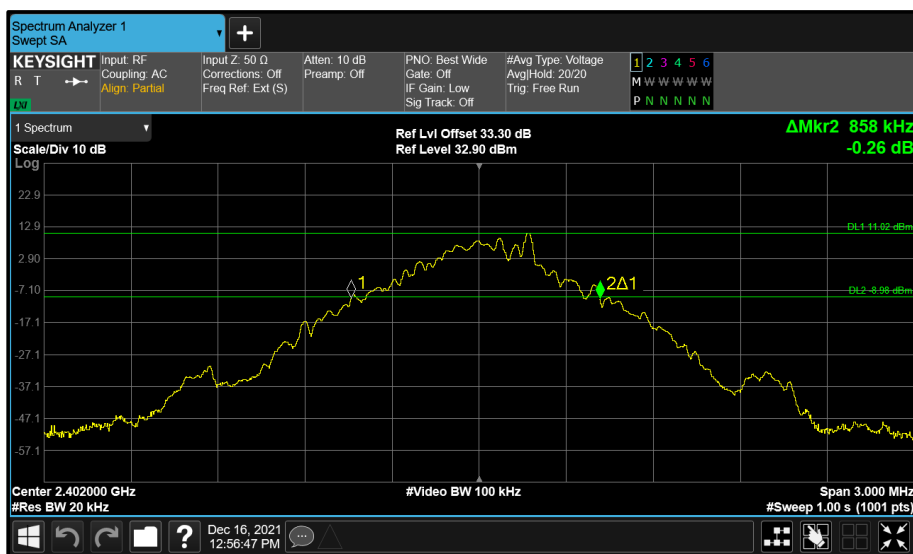 Spectrum Analyzer 1
Swept SA
KEYSIGHT
R T
LXI
Input: RF
Coupling: AC
Align: Partial
Input Z: 50 Ω
Corrections: Off
Freq Ref: Ext (S)
Atten: 10 dB
Preamp: Off
PNO: Best Wide
Gate: Off
IF Gain: Low
Sig Track: Off
#Avg Type: Voltage
Avg|Hold: 20/20
Trig: Free Run
1 2 3 4 5 6
M W W W W W
P N N N N N
1 Spectrum
Scale/Div 10 dB
Ref Lvl Offset 33.30 dB
Ref Level 32.90 dBm
ΔMkr2 858 kHz
-0.26 dB
Log
22.9
12.9
DL1 11.02 dBm
2.90
1
2Δ1
-7.10
DL2 -8.98 dBm
-17.1
-27.1
-37.1
-47.1
-57.1
Center 2.402000 GHz
#Video BW 100 kHz
Span 3.000 MHz
#Res BW 20 kHz
#Sweep 1.00 s (1001 pts)
?
Dec 16, 2021
12:56:47 PM